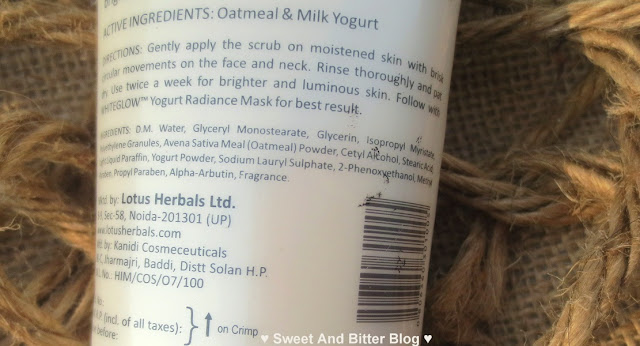 ACTIVE INGREDIENTS: Oatmeal & Milk Yogurt
DIRECTIONS: Gently apply the scrub on moistened skin with brisk
circular movements on the face and neck. Rinse thoroughly and pat
dry. Use twice a week for brighter and luminous skin. Follow with
WHITEGLOW™ Yogurt Radiance Mask for best result.
INGREDIENTS: D.M. Water, Glyceryl Monostearate, Glycerin, Isopropyl Myristate,
Granules, Avena Sativa Meal (Oatmeal) Powder, Cetyl Alcohol, Stearic Acid,
Liquid Paraffin, Yogurt Powder, Sodium Lauryl Sulphate, 2-Phenoxyethanol, Methyl
Propyl Paraben, Alpha-Arbutin, Fragrance.
by: Lotus Herbals Ltd.
Sec-58, Noida-201301 (UP)
www.lotusherbals.com
by: Kanidi Cosmeceuticals
Jharmajri, Baddi, Distt Solan H.P.
No.: HIM/COS/O7/100
No:
(incl. of all taxes):
before:
on Crimp
♥ Sweet And Bitter Blog ♥